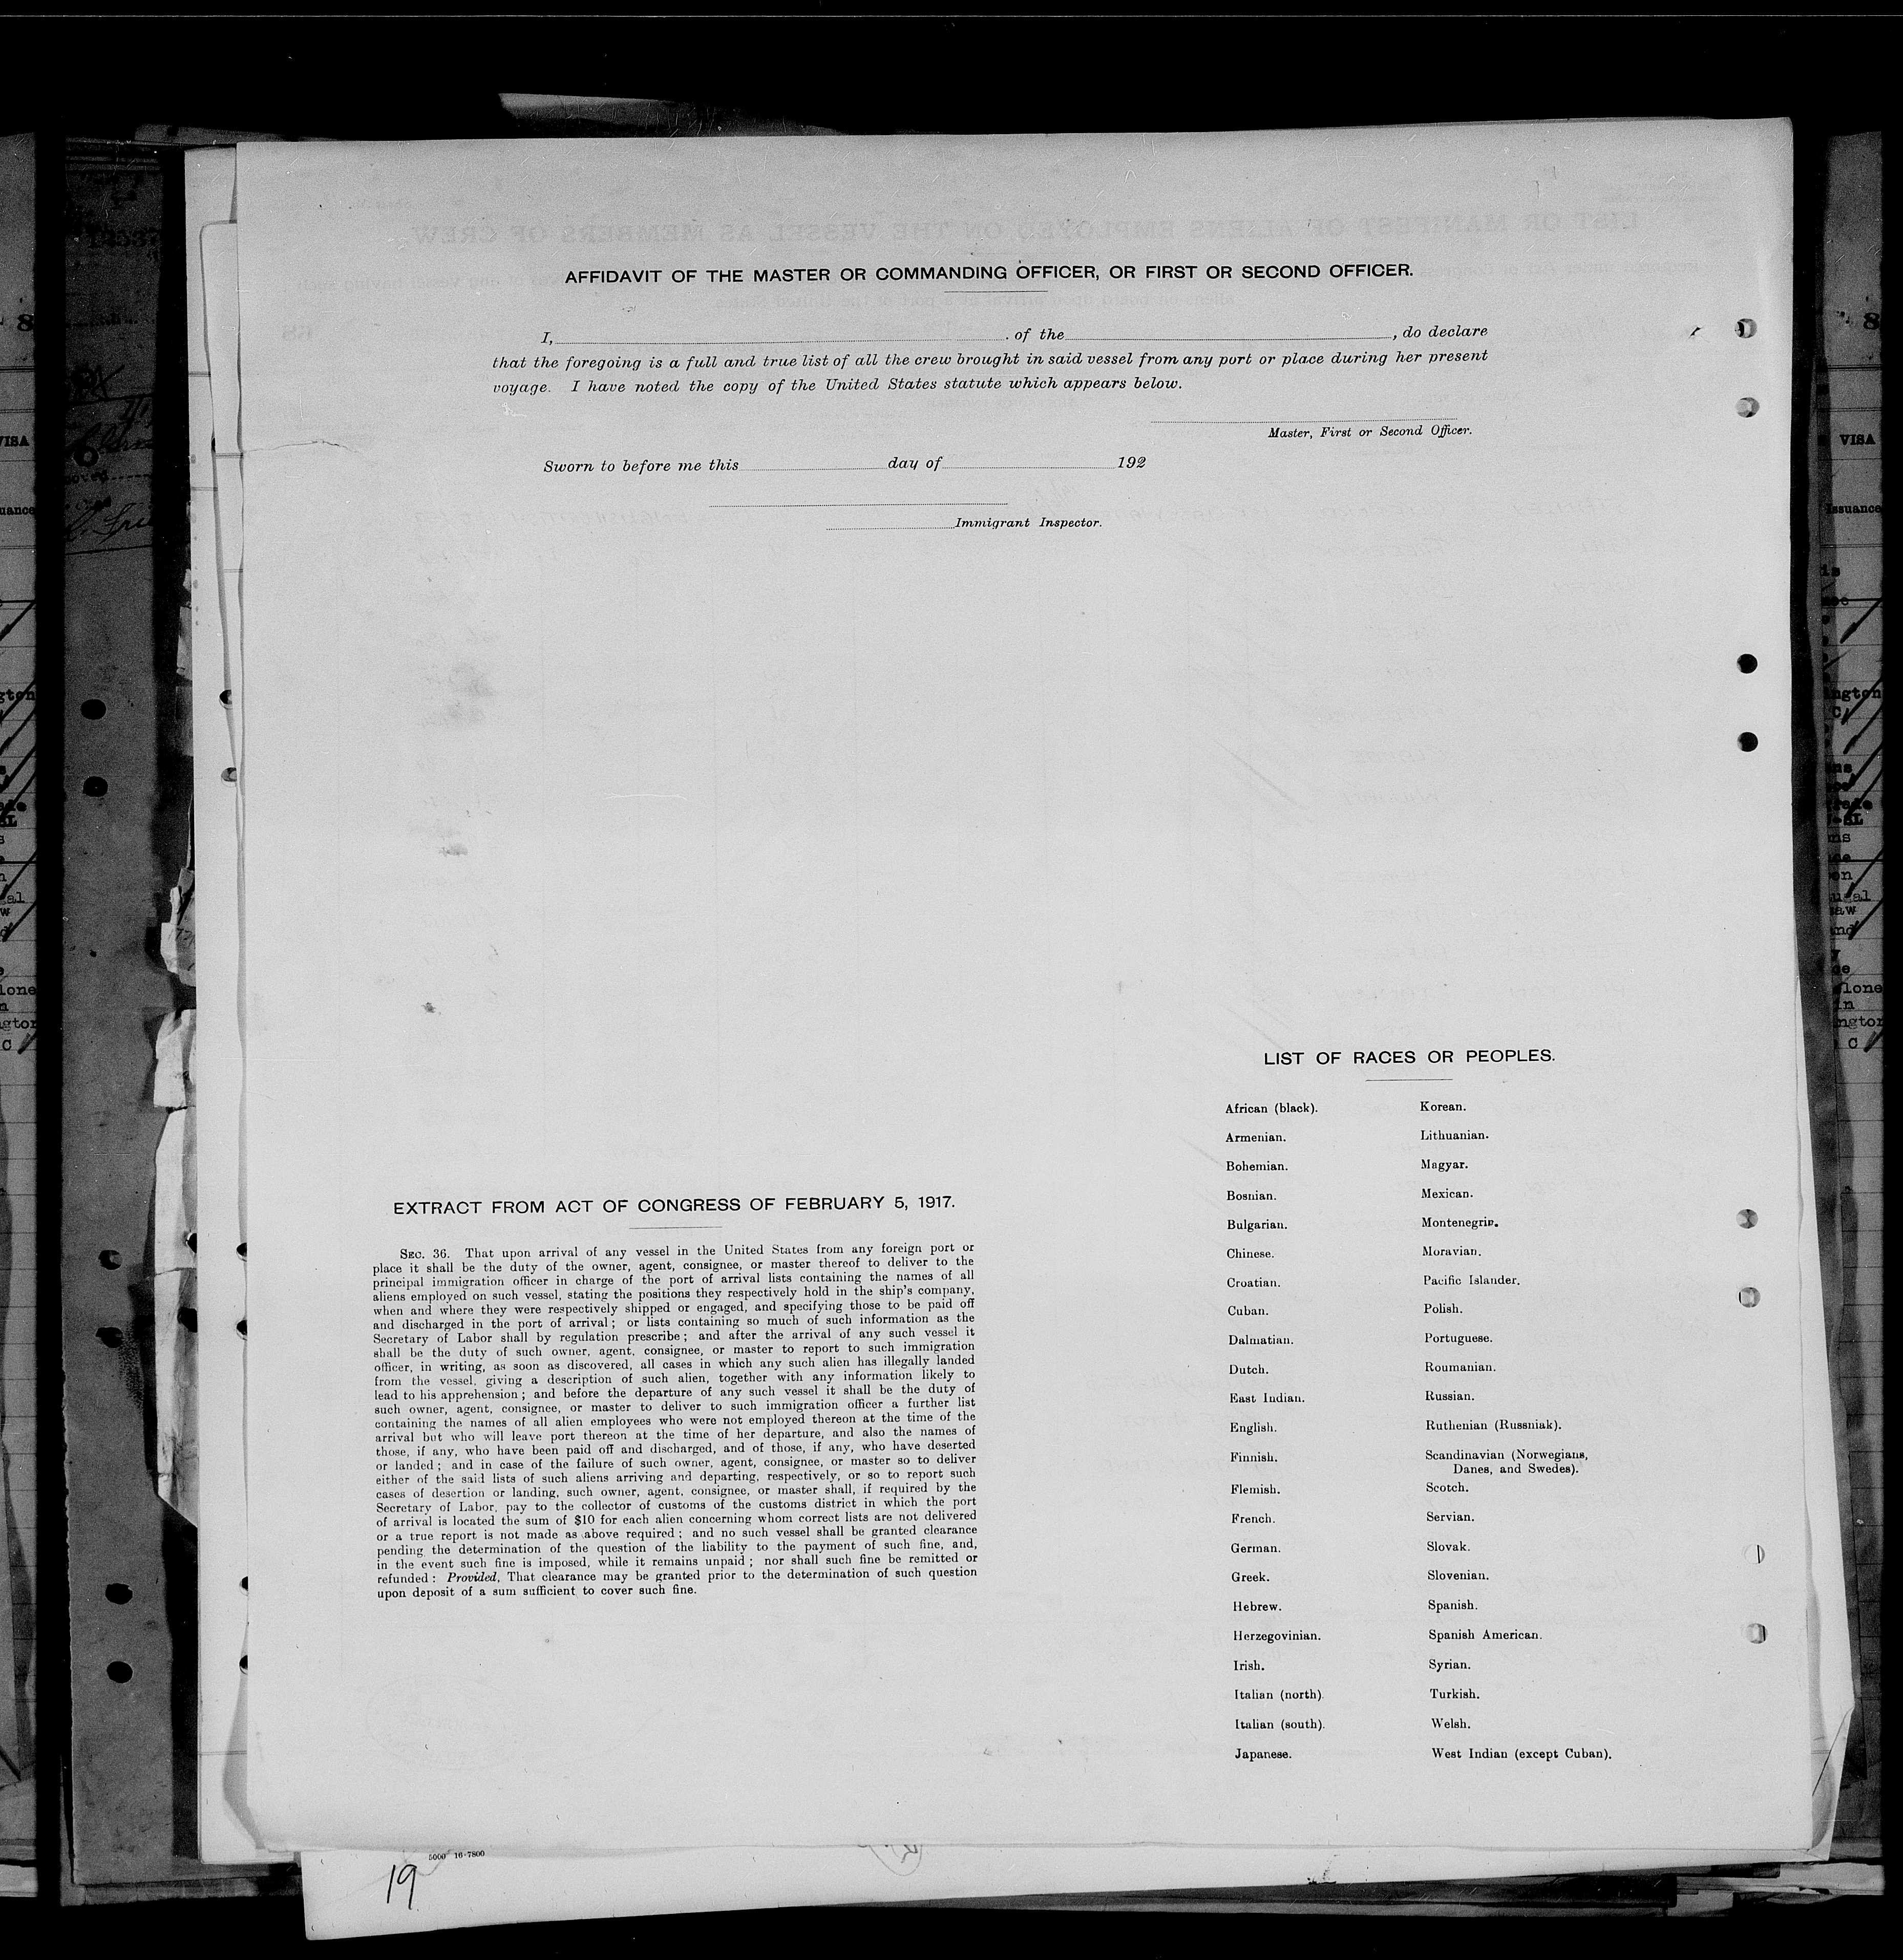 AFFIDAVIT OF THE MASTER OR COMMANDING OFFICER, OR FIRST OR SECOND OFFICER.
I, of the , do declare
that the foregoing is a full and true list of all the crew brought in said vessel from any port or place during her present
voyage. I have noted the copy of the United States statute which appears below.
Master, First or Second Officer.
Sworn to before me this day of 192
Immigrant Inspector.
EXTRACT FROM ACT OF CONGRESS OF FEBRUARY 5, 1917.
SEC. 36. That upon arrival of any vessel in the United States from any foreign port or
place it shall be the duty of the owner, agent, consignee, or master thereof to deliver to the
principal immigration officer in charge of the port of arrival lists containing the names of all
aliens employed on such vessel, stating the positions they respectively hold in the ship's company,
when and where they were respectively shipped or engaged, and specifying those to be paid off
and discharged in the port of arrival; or lists containing so much of such information as the
Secretary of Labor shall by regulation prescribe; and after the arrival of any such vessel it
shall be the duty of such owner, agent, consignee, or master to report to such immigration
officer, in writing, as soon as discovered, all cases in which any such alien has illegally landed
from the vessel, giving a description of such alien, together with any information likely to
lead to his apprehension; and before the departure of any such vessel it shall be the duty of
such owner, agent, consignee, or master to deliver to such immigration officer a further list
containing the names of all alien employees who were not employed thereon at the time of the
arrival but who will leave port thereon at the time of her departure, and also the names of
those, if any, who have been paid off and discharged, and of those, if any, who have deserted
or landed; and in case of the failure of such owner, agent, consignee, or master so to deliver
either of the said lists of such aliens arriving and departing, respectively, or so to report such
cases of desertion or landing, such owner, agent, consignee, or master shall, if required by the
Secretary of Labor, pay to the collector of customs of the customs district in which the port
of arrival is located the sum of $10 for each alien concerning whom correct lists are not delivered
or a true report is not made as above required; and no such vessel shall be granted clearance
pending the determination of the question of the liability to the payment of such fine, and,
in the event such fine is imposed, while it remains unpaid; nor shall such fine be remitted or
refunded: Provided, That clearance may be granted prior to the determination of such question
upon deposit of a sum sufficient to cover such fine.
LIST OF RACES OR PEOPLES.
African (black).
Armenian.
Bohemian.
Bosnian.
Bulgarian.
Chinese.
Croatian.
Cuban.
Dalmatian.
Dutch.
East Indian.
English.
Finnish.
Flemish.
French.
German.
Greek.
Hebrew.
Herzegovinian.
Irish.
Italian (north).
Italian (south).
Japanese.
Korean.
Lithuanian.
Magyar.
Mexican.
Montenegrin.
Moravian.
Pacific Islander.
Polish.
Portuguese.
Roumanian.
Russian.
Ruthenian (Russniak).
Scandinavian (Norwegians,
Danes, and Swedes).
Scotch.
Servian.
Slovak.
Slovenian.
Spanish.
Spanish American.
Syrian.
Turkish.
Welsh.
West Indian (except Cuban).
5000 16-7800
19
VISA
Issuance